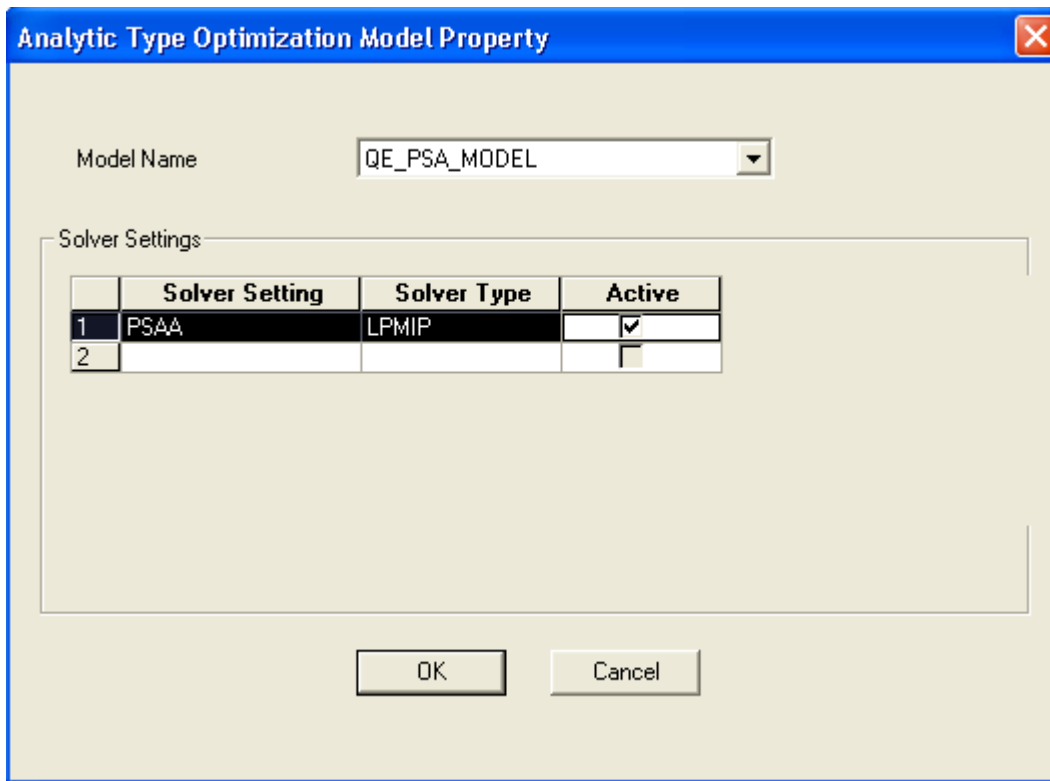 Analytic Type Optimization Model Property
Model Name QE_PSA_MODEL
Solver Settings
Solver Setting Solver Type Active
1 PSAA LPMIP
2
OK Cancel